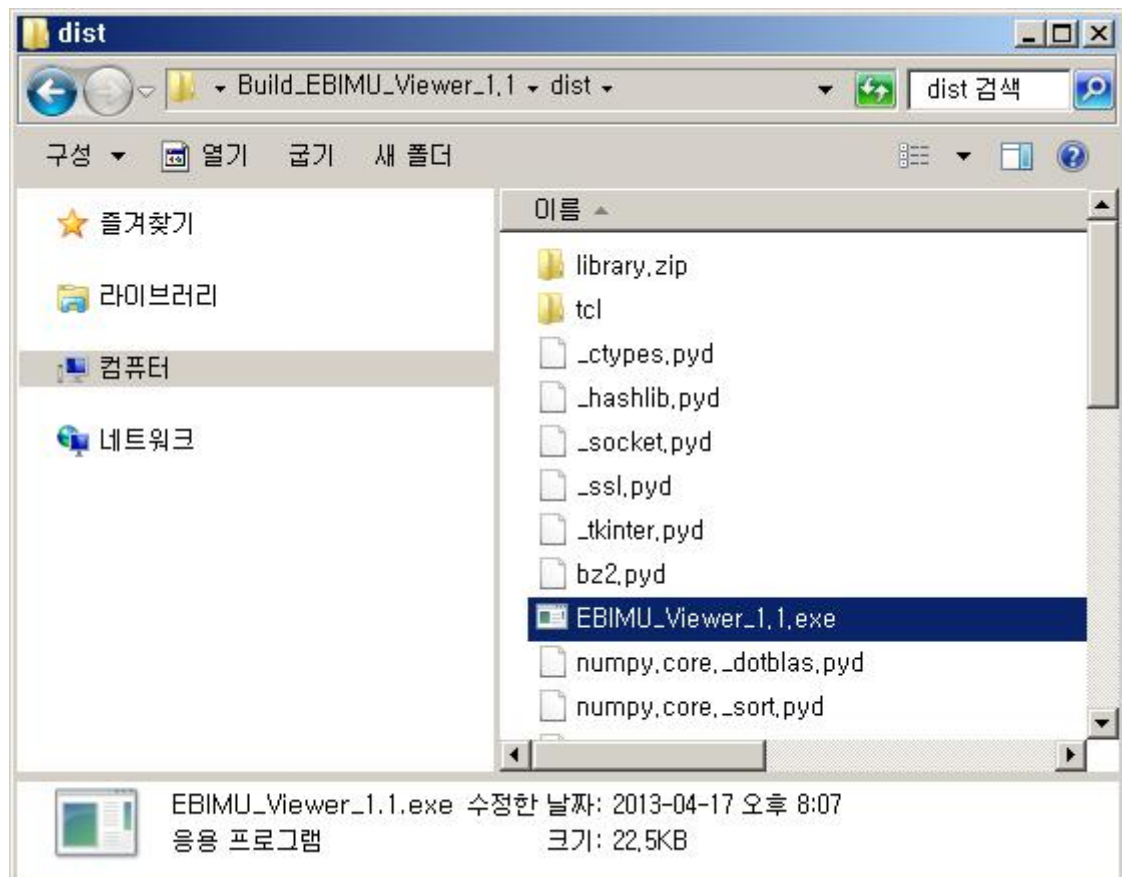 dist
Build_EBIMU_Viewer_1.1 dist
dist 검색
구성 열기 굽기 새 폴더
즐겨찾기
라이브러리
컴퓨터
네트워크
이름
library.zip
tcl
_ctypes.pyd
_hashlib.pyd
_socket.pyd
_ssl.pyd
_tkinter.pyd
bz2.pyd
EBIMU_Viewer_1.1.exe
numpy.core._dotblas.pyd
numpy.core._sort.pyd
EBIMU_Viewer_1.1.exe 수정한 날짜: 2013-04-17 오후 8:07
응용 프로그램 크기: 22.5KB